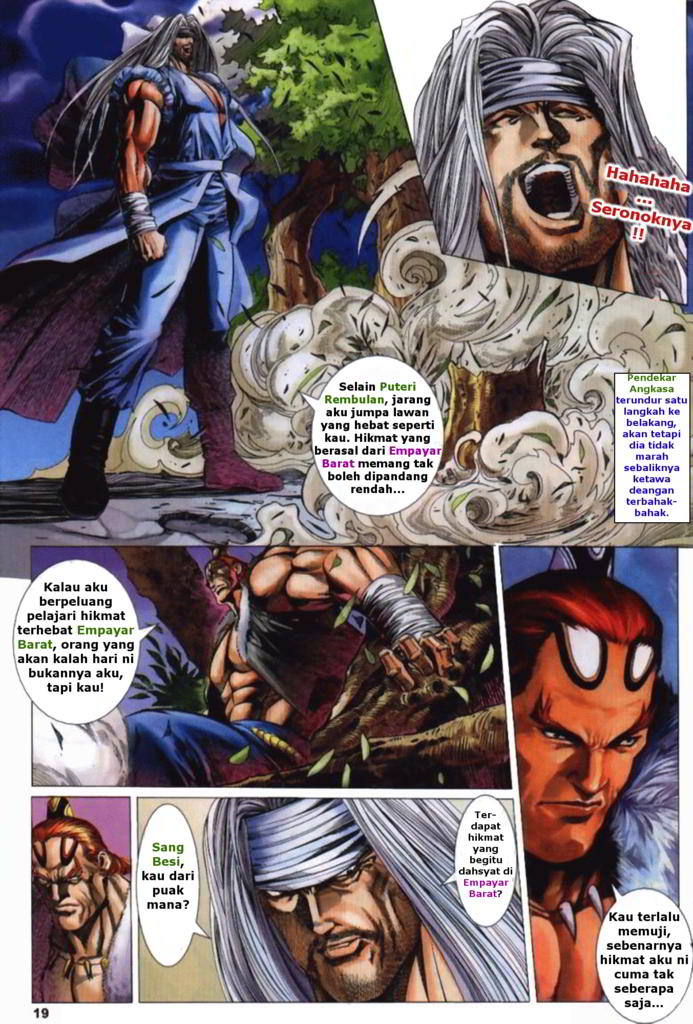 Hahahaha
...
Seronoknya
!!
Selain Puteri
Rembulan, jarang
aku jumpa lawan
yang hebat seperti
kau. Hikmat yang
berasal dari Empayar
Barat memang tak
boleh dipandang
rendah...
Pendekar
Angkasa
terundur satu
langkah ke
belakang,
akan tetapi
dia tidak
marah
sebaliknya
ketawa
deangan
terbahak-
bahak.
Kalau aku
berpeluang
pelajari hikmat
terhebat Empayar
Barat, orang yang
akan kalah hari ni
bukannya aku,
tapi kau!
Kau terlalu
memuji,
sebenarnya
hikmat aku ni
cuma tak
seberapa
saja...
Sang
Besi,
kau dari
puak
mana?
Ter-
dapat
hikmat
yang
begitu
dahsyat di
Empayar
Barat?
19